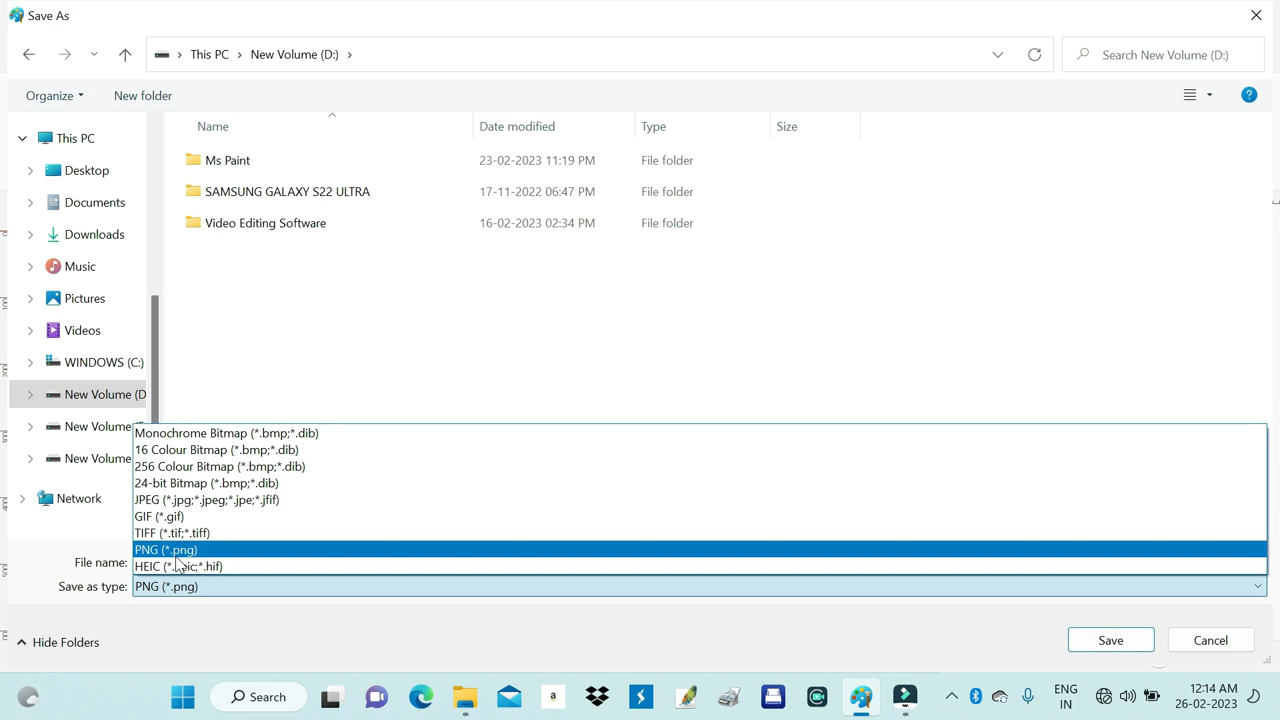 Save As
This PC
New Volume (D:)
Search New Volume (D:)
Organize
New folder
Name
Date modified
Type
Size
This PC
Desktop
Documents
Downloads
Music
Pictures
Videos
WINDOWS (C:)
New Volume (D
New Volume
New Volume
Network
Ms Paint 23-02-2023 11:19 PM File folder
SAMSUNG GALAXY S22 ULTRA 17-11-2022 06:47 PM File folder
Video Editing Software 16-02-2023 02:34 PM File folder
Monochrome Bitmap (*.bmp;*.dib)
16 Colour Bitmap (*.bmp;*.dib)
256 Colour Bitmap (*.bmp;*.dib)
24-bit Bitmap (*.bmp;*.dib)
JPEG (*.jpg;*.jpeg;*.jpe;*.jfif)
GIF (*.gif)
TIFF (*.tif;*.tiff)
PNG (*.png)
HEIC (*.heic;*.hif)
File name:
Save as type: PNG (*.png)
Hide Folders
Save
Cancel
Search
a
ENG
IN
12:14 AM
26-02-2023